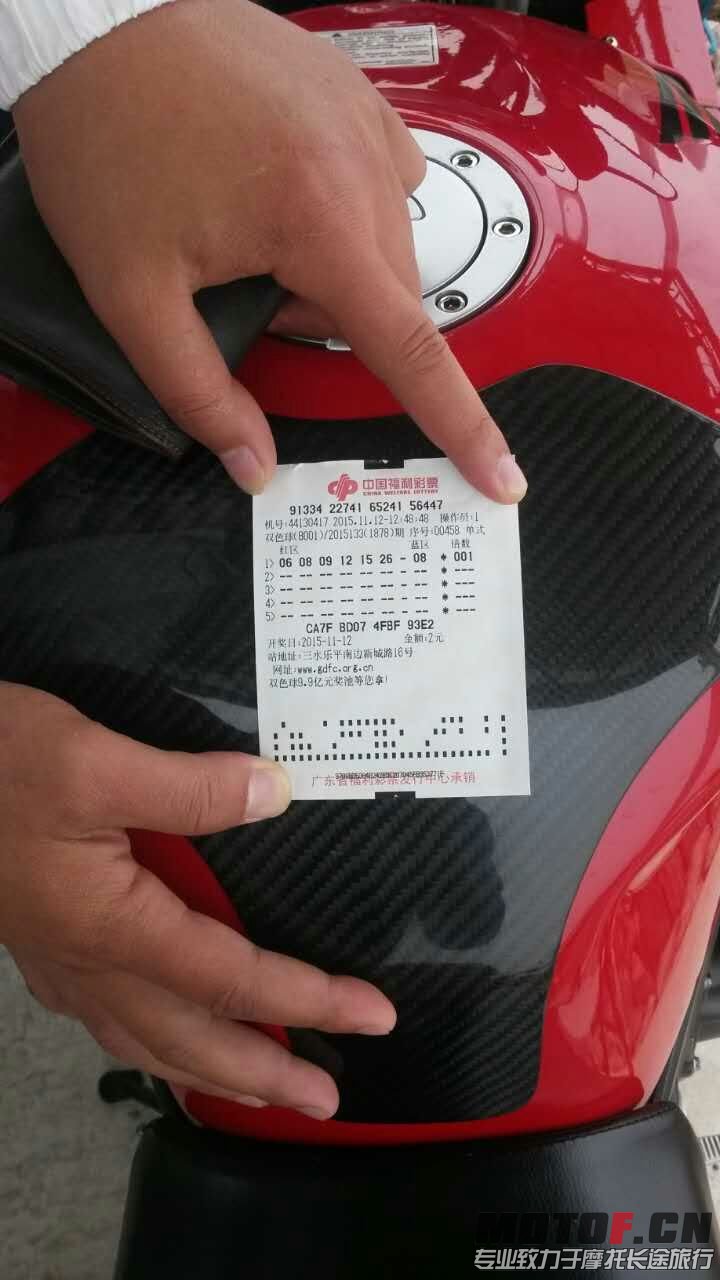 中国福利彩票
CHINA WELFARE LOTTERY
91334 22741 65241 56447
机号:44130417 2015.11.12-12:48:48 操作员:1
双色球(B001)/2015133(1878)期 序号:00458 单式
红区 蓝区 倍数
1> 06 08 09 12 15 26 - 08 * 001
2> -- -- -- -- -- -- - -- * ---
3> -- -- -- -- -- -- - -- * ---
4> -- -- -- -- -- -- - -- * ---
5> -- -- -- -- -- -- - -- * ---
CA7F BD07 4FBF 93E2
开奖日:2015-11-12 金额:2元
站地址:三水乐平南边新城路16号
网址:www.gdfc.org.cn
双色球9.9亿元奖池等您拿!
广东省福利彩票发行中心承销
MOTOF.CN
专业致力于摩托长途旅行